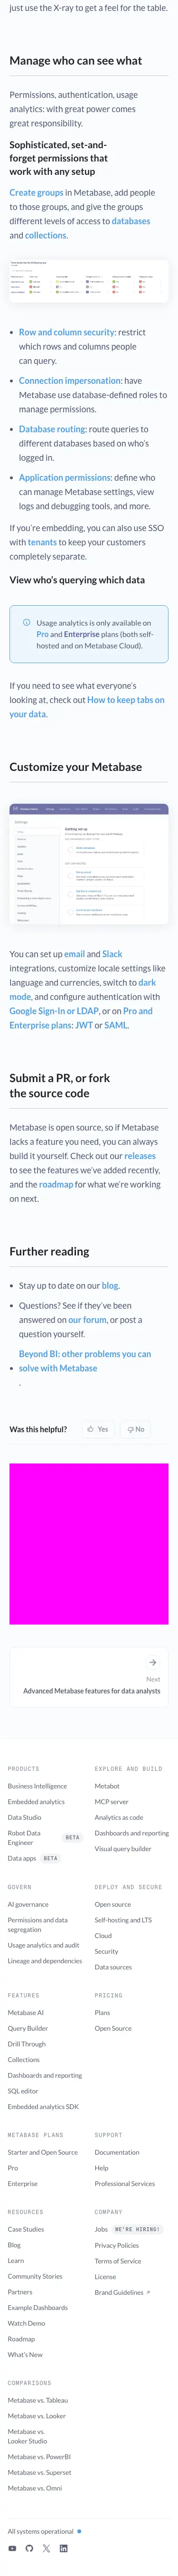 just use the X-ray to get a feel for the table.
Manage who can see what
Permissions, authentication, usage
analytics: with great power comes
great responsibility.
Sophisticated, set-and-
forget permissions that
work with any setup
Create groups in Metabase, add people
to those groups, and give the groups
different levels of access to databases
and collections.
• Row and column security: restrict
which rows and columns people
can query.
• Connection impersonation: have
Metabase use database-defined roles to
manage permissions.
• Database routing: route queries to
different databases based on who's
logged in.
• Application permissions: define who
can manage Metabase settings, view
logs and debugging tools, and more.
If you're embedding, you can also use SSO
with tenants to keep your customers
completely separate.
View who's querying which data
Usage analytics is only available on
Pro and Enterprise plans (both self-
hosted and on Metabase Cloud).
If you need to see what everyone's
looking at, check out How to keep tabs on
your data.
Customize your Metabase
Settings
Setting up
You can set up email and Slack
integrations, customize locale settings like
language and currencies, switch to dark
mode, and configure authentication with
Google Sign-In or LDAP, or on Pro and
Enterprise plans: JWT or SAML.
Submit a PR, or fork
the source code
Metabase is open source, so if Metabase
lacks a feature you need, you can always
build it yourself. Check out our releases
to see the features we've added recently,
and the roadmap for what we're working
on next.
Further reading
• Stay up to date on our blog.
• Questions? See if they've been
answered on our forum, or post a
question yourself.
Beyond BI: other problems you can
• solve with Metabase
.
Was this helpful? Yes No
Next
Advanced Metabase features for data analysts
PRODUCTS
Business Intelligence
Embedded analytics
Data Studio
Robot Data
Engineer BETA
Data apps BETA
EXPLORE AND BUILD
Metabot
MCP server
Analytics as code
Dashboards and reporting
Visual query builder
GOVERN
AI governance
Permissions and data
segregation
Usage analytics and audit
Lineage and dependencies
DEPLOY AND SECURE
Open source
Self-hosting and LTS
Cloud
Security
Data sources
FEATURES
Metabase AI
Query Builder
Drill Through
Collections
Dashboards and reporting
SQL editor
Embedded analytics SDK
PRICING
Plans
Open Source
METABASE PLANS
Starter and Open Source
Pro
Enterprise
SUPPORT
Documentation
Help
Professional Services
RESOURCES
Case Studies
Blog
Learn
Community Stories
Partners
Example Dashboards
Watch Demo
Roadmap
What's New
COMPANY
Jobs WE'RE HIRING!
Privacy Policies
Terms of Service
License
Brand Guidelines ↗
COMPARISONS
Metabase vs. Tableau
Metabase vs. Looker
Metabase vs.
Looker Studio
Metabase vs. PowerBI
Metabase vs. Superset
Metabase vs. Omni
All systems operational